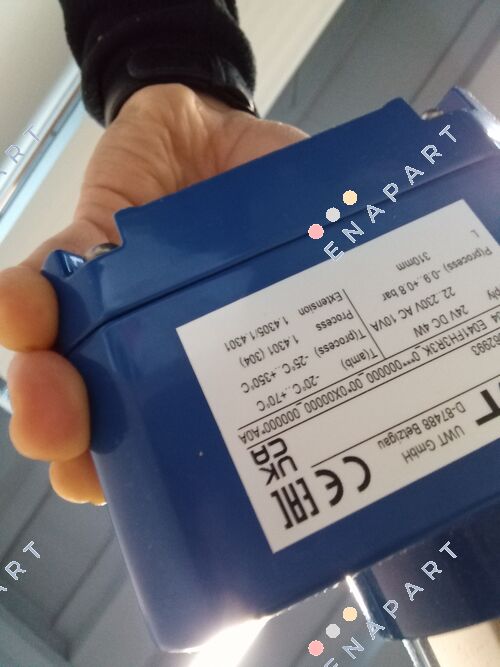 UWT GmbH
D-87488 Betzigau
CE EAC
UK
CA
E041FH3R3K 0***000000_00*0X00000_000000*A0A
24V DC 4W T(amb) -20°C..+70°C
22..230V AC 10VA T(process) -25°C..+350°C
P(process) -0.9..+0.8 bar Process 1.4301 (304)
L 310mm Extension 1.4305/1.4301
ENAPART
ENAPART